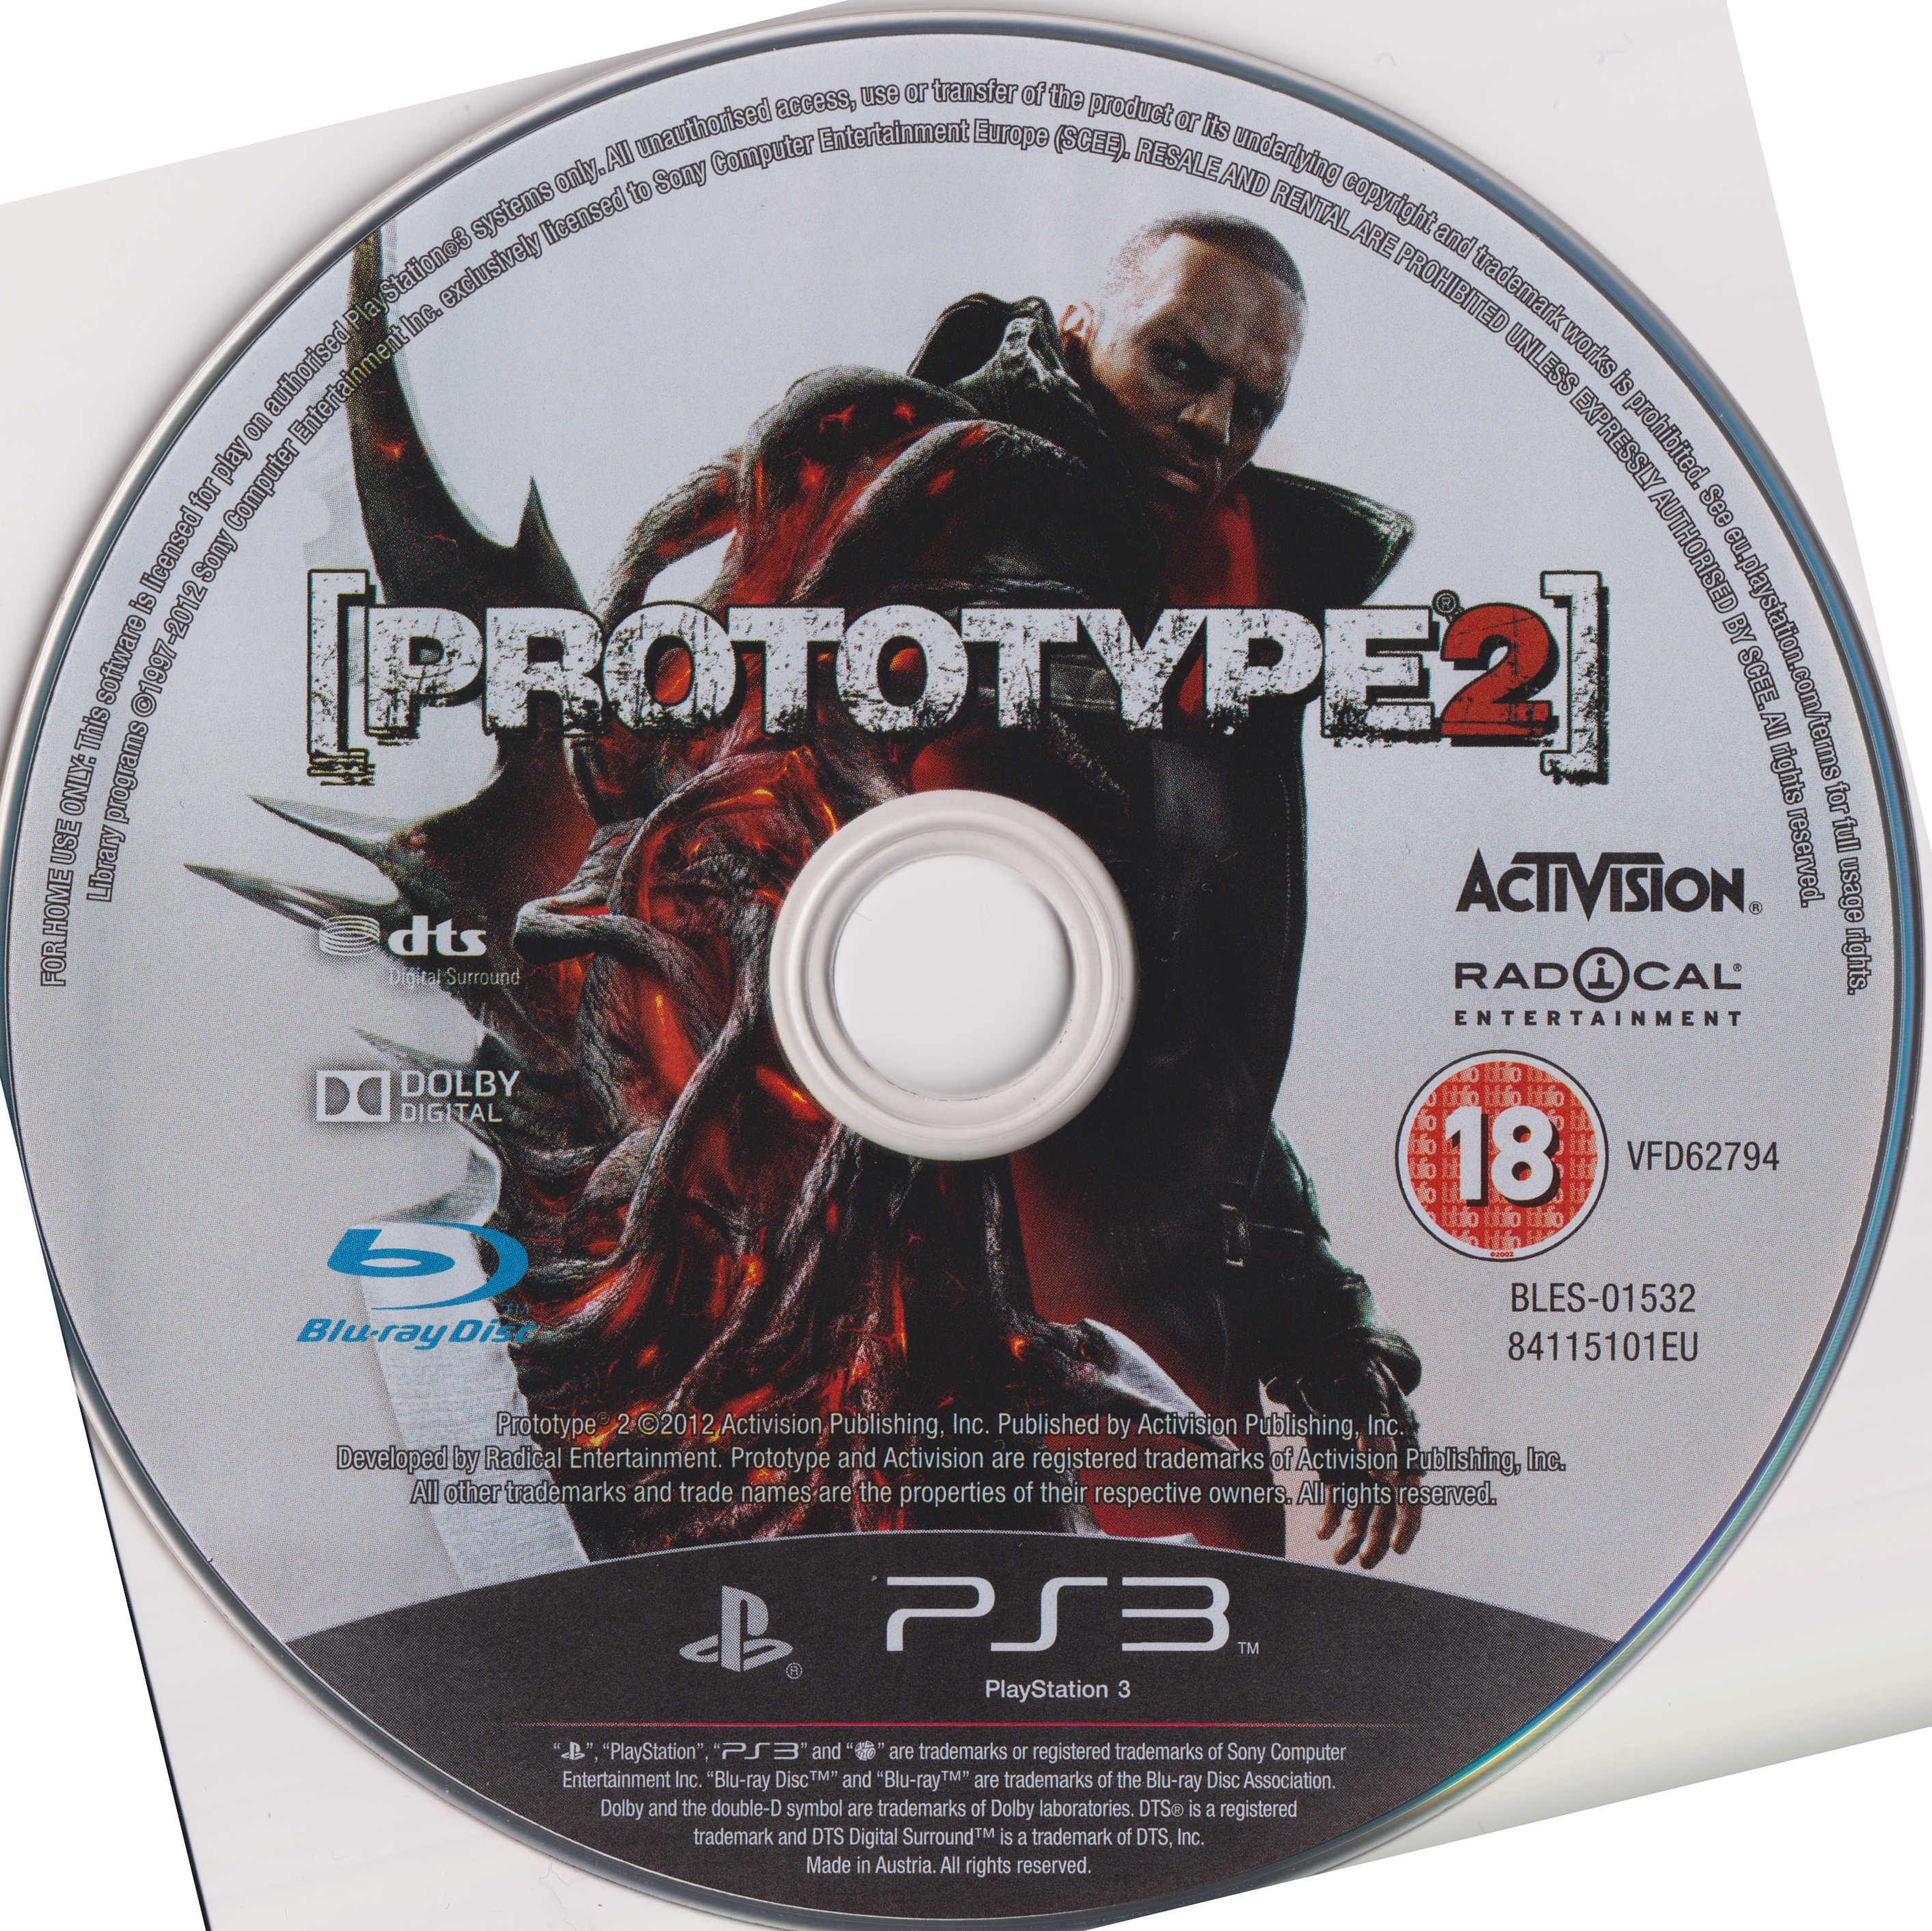 FOR HOME USE ONLY: This software is licensed for play on authorised PlayStation®3 systems only. All unauthorised access, use or transfer of the product or its underlying copyright and trademark works is prohibited. See eu.playstation.com/terms for full usage rights.
Library programs ©1997-2012 Sony Computer Entertainment Inc. exclusively licensed to Sony Computer Entertainment Europe (SCEE). RESALE AND RENTAL ARE PROHIBITED UNLESS EXPRESSLY AUTHORISED BY SCEE. All rights reserved.
[PROTOTYPE®2]
ACTIVISION®
dts
Digital Surround
RADiCAL®
ENTERTAINMENT
DOLBY
DIGITAL
18
©2002
VFD62794
Blu-ray Disc™
BLES-01532
84115101EU
Prototype® 2 ©2012 Activision Publishing, Inc. Published by Activision Publishing, Inc.
Developed by Radical Entertainment. Prototype and Activision are registered trademarks of Activision Publishing, Inc.
All other trademarks and trade names are the properties of their respective owners. All rights reserved.
® PS3™
PlayStation 3
“ ”, “PlayStation”, “PS3” and “ ” are trademarks or registered trademarks of Sony Computer
Entertainment Inc. “Blu-ray Disc™” and “Blu-ray™” are trademarks of the Blu-ray Disc Association.
Dolby and the double-D symbol are trademarks of Dolby laboratories. DTS® is a registered
trademark and DTS Digital Surround™ is a trademark of DTS, Inc.
Made in Austria. All rights reserved.